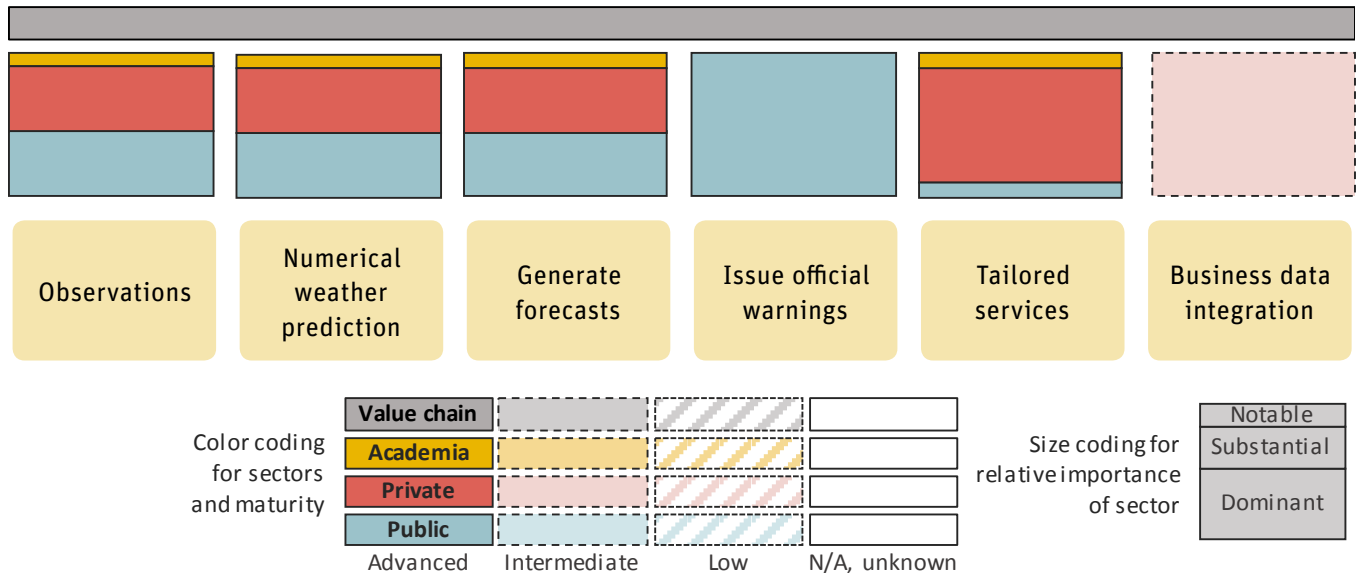 Observations
Numerical
weather
prediction
Generate
forecasts
Issue official
warnings
Tailored
services
Business data
integration
Color coding
for sectors
and maturity
Value chain
Academia
Private
Public
Advanced
Intermediate
Low
N/A, unknown
Size coding for
relative importance
of sector
Notable
Substantial
Dominant